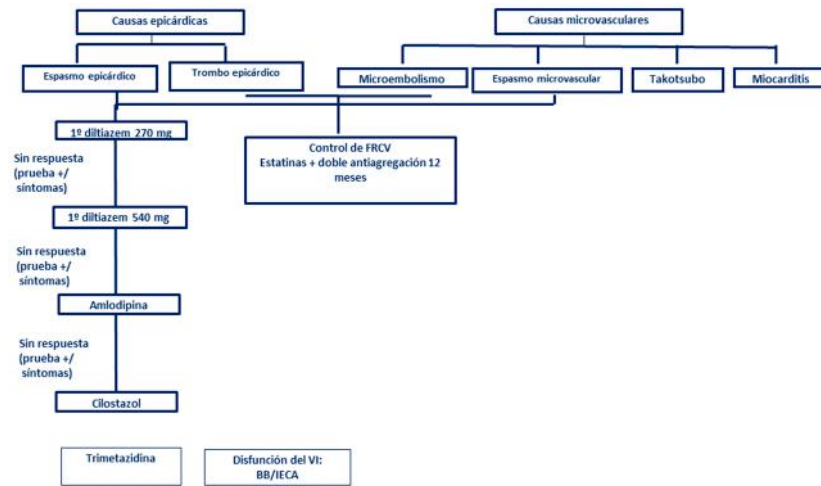 Causas epicárdicas
Causas microvasculares
Espasmo epicárdico
Trombo epicárdico
Microembolismo
Espasmo microvascular
Takotsubo
Miocarditis
1º diltiazem 270 mg
Control de FRCV
Estatinas + doble antiagregación 12
meses
Sin respuesta
(prueba +/
síntomas)
1º diltiazem 540 mg
Sin respuesta
(prueba +/
síntomas)
Amlodipina
Sin respuesta
(prueba +/
síntomas)
Cilostazol
Trimetazidina
Disfunción del VI:
BB/IECA